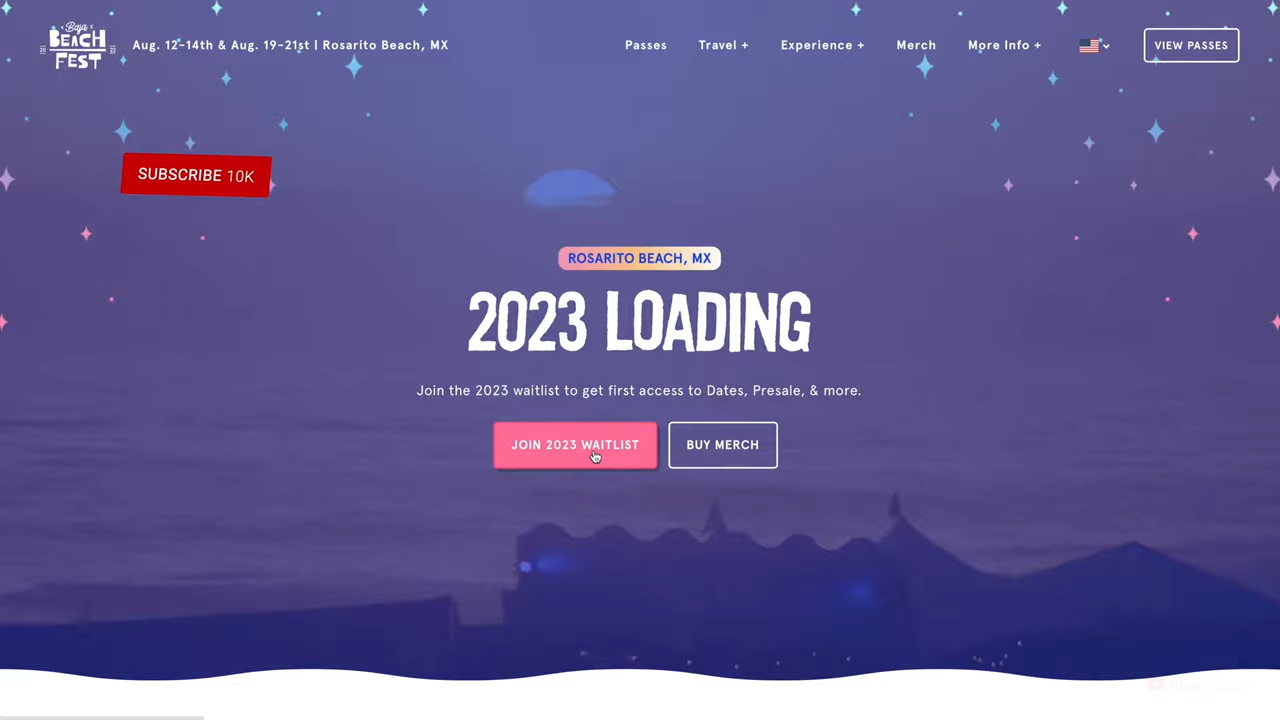 Baja
BEACH
FEST
Aug. 12-14th & Aug. 19-21st | Rosarito Beach, MX
Passes
Travel +
Experience +
Merch
More Info +
VIEW PASSES
SUBSCRIBE 10K
ROSARITO BEACH, MX
2023 LOADING
Join the 2023 waitlist to get first access to Dates, Presale, & more.
JOIN 2023 WAITLIST
BUY MERCH